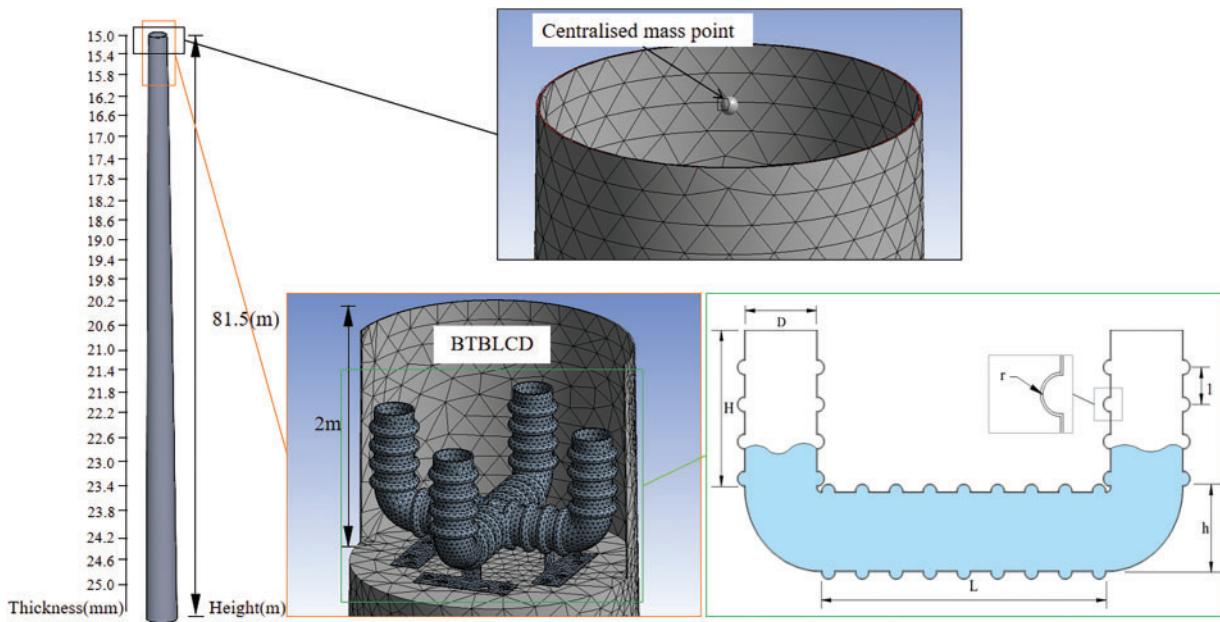 15.0
15.4
15.8
16.2
16.6
17.0
17.4
17.8
18.2
18.6
19.0
19.4
19.8
20.2
20.6
21.0
21.4
21.8
22.2
22.6
23.0
23.4
23.8
24.2
24.6
25.0
Thickness(mm)
81.5(m)
Height(m)
Centralised mass point
BTBLCD
2m
D
H
r
l
h
L